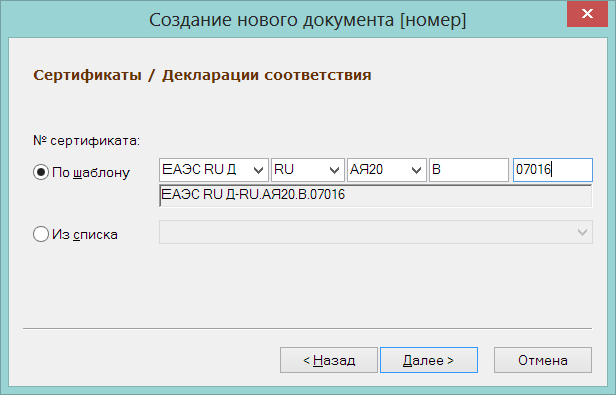 Создание нового документа [номер]
Сертификаты / Декларации соответствия
№ сертификата:
По шаблону ЕАЭС RU Д RU АЯ20 В 07016
ЕАЭС RU Д-RU.АЯ20.В.07016
Из списка
< Назад Далее > Отмена